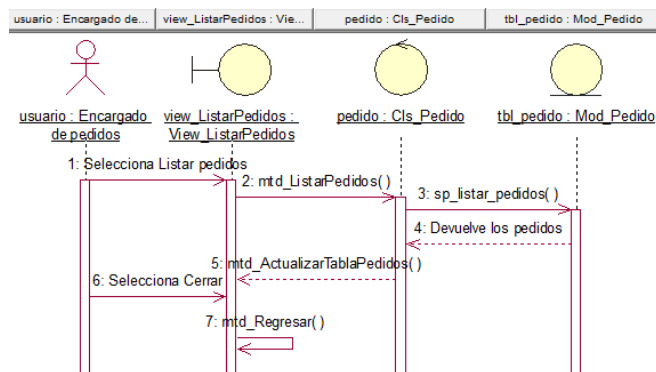 usuario : Encargado de...
view_ListarPedidos : Vie...
pedido : Cls_Pedido
tbl_pedido : Mod_Pedido
usuario : Encargado
de pedidos
view_ListarPedidos :
View_ListarPedidos
pedido : Cls_Pedido
tbl_pedido : Mod_Pedido
1: Selecciona Listar pedidos
2: mtd_ListarPedidos( )
3: sp_listar_pedidos( )
4: Devuelve los pedidos
5: mtd_ActualizarTablaPedidos( )
6: Selecciona Cerrar
7: mtd_Regresar( )